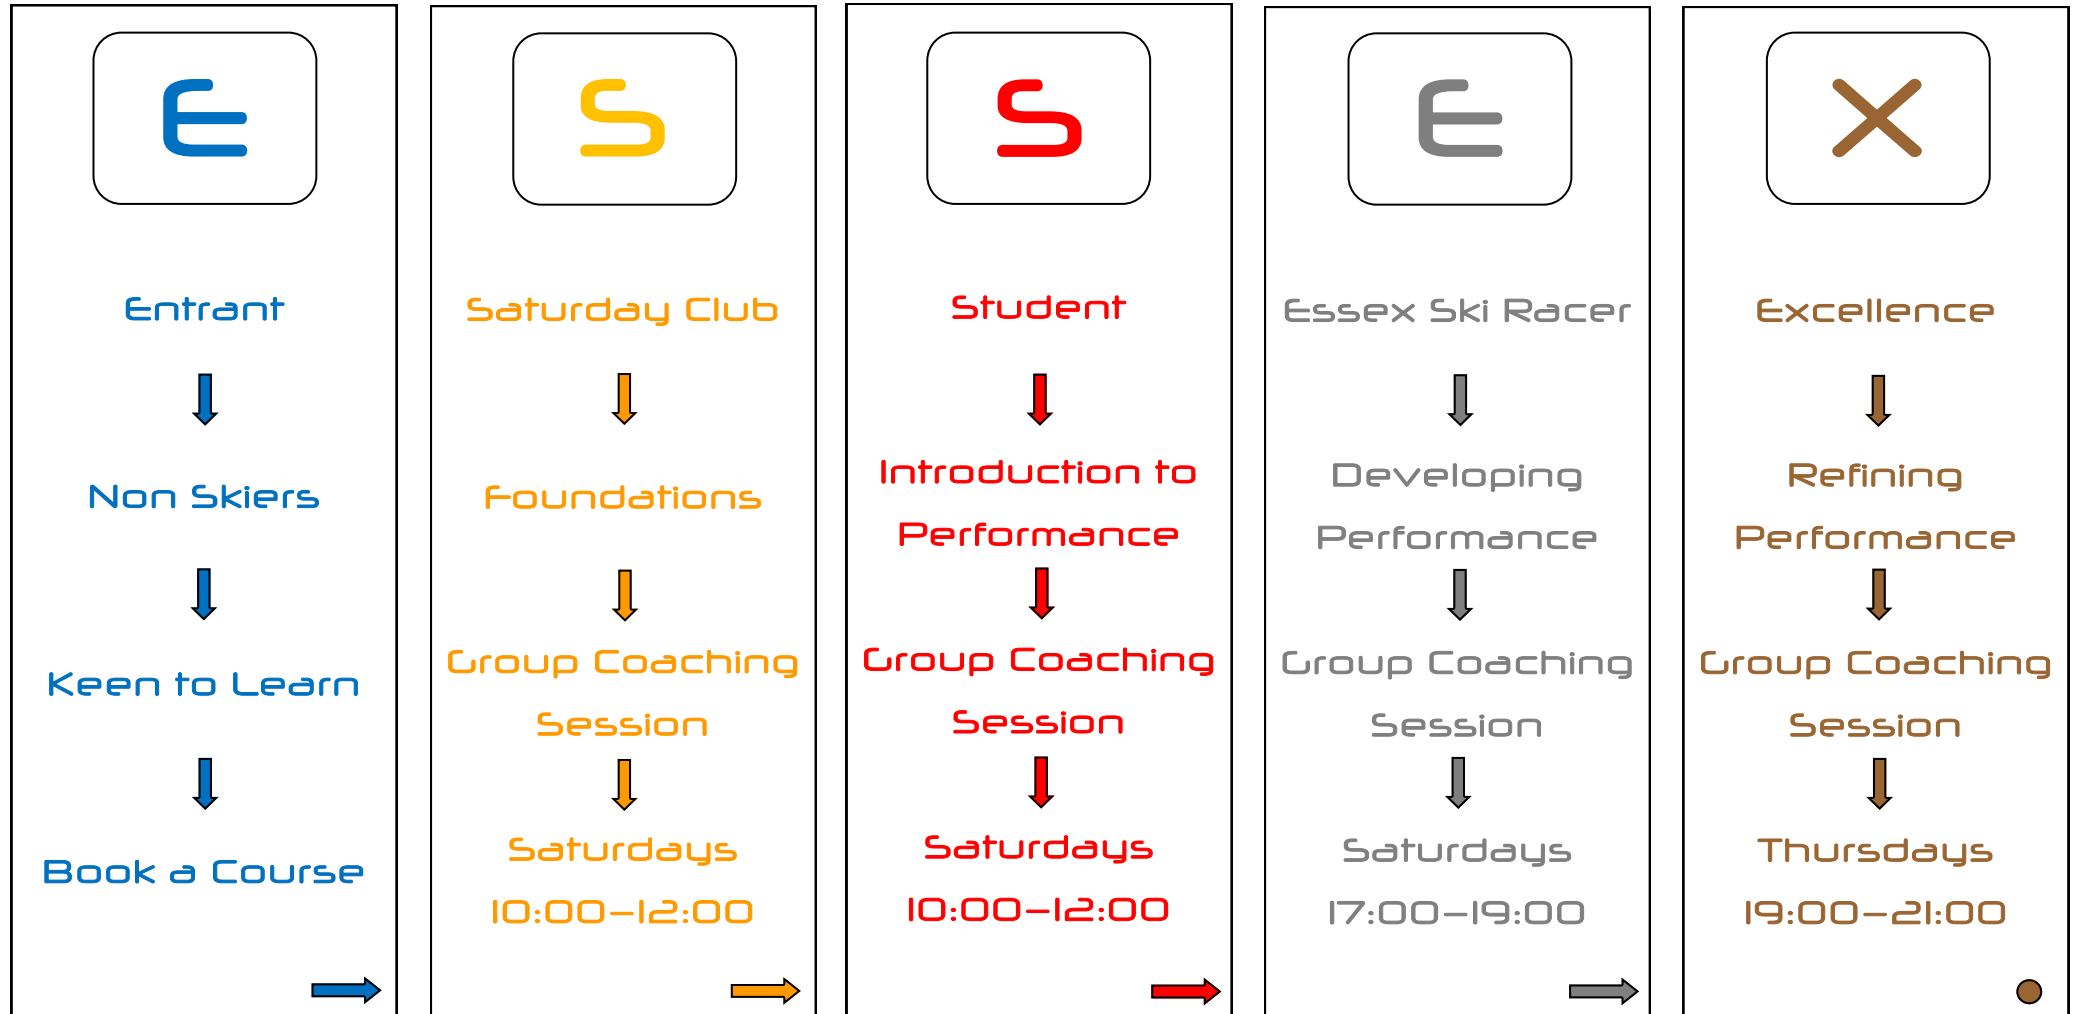 E
Entrant
Non Skiers
Keen to Learn
Book a Course
S
Saturday Club
Foundations
Group Coaching
Session
Saturdays
10:00-12:00
S
Student
Introduction to
Performance
Group Coaching
Session
Saturdays
10:00-12:00
E
Essex Ski Racer
Developing
Performance
Group Coaching
Session
Saturdays
17:00-19:00
X
Excellence
Refining
Performance
Group Coaching
Session
Thursdays
19:00-21:00